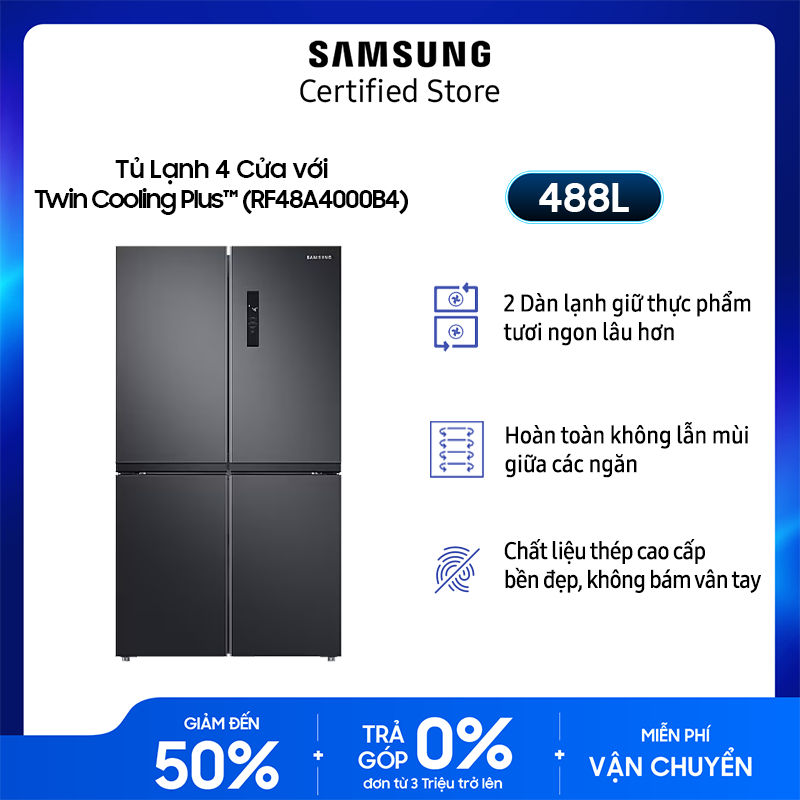 SAMSUNG
Certified Store
Tủ Lạnh 4 Cửa với
Twin Cooling Plus™ (RF48A4000B4)
488L
SAMSUNG
2 Dàn lạnh giữ thực phẩm
tươi ngon lâu hơn
Hoàn toàn không lẫn mùi
giữa các ngăn
Chất liệu thép cao cấp
bền đẹp, không bám vân tay
GIẢM ĐẾN
50%
+
TRẢ
GÓP
0%
đơn từ 3 Triệu trở lên
+
MIỄN PHÍ
VẬN CHUYỂN